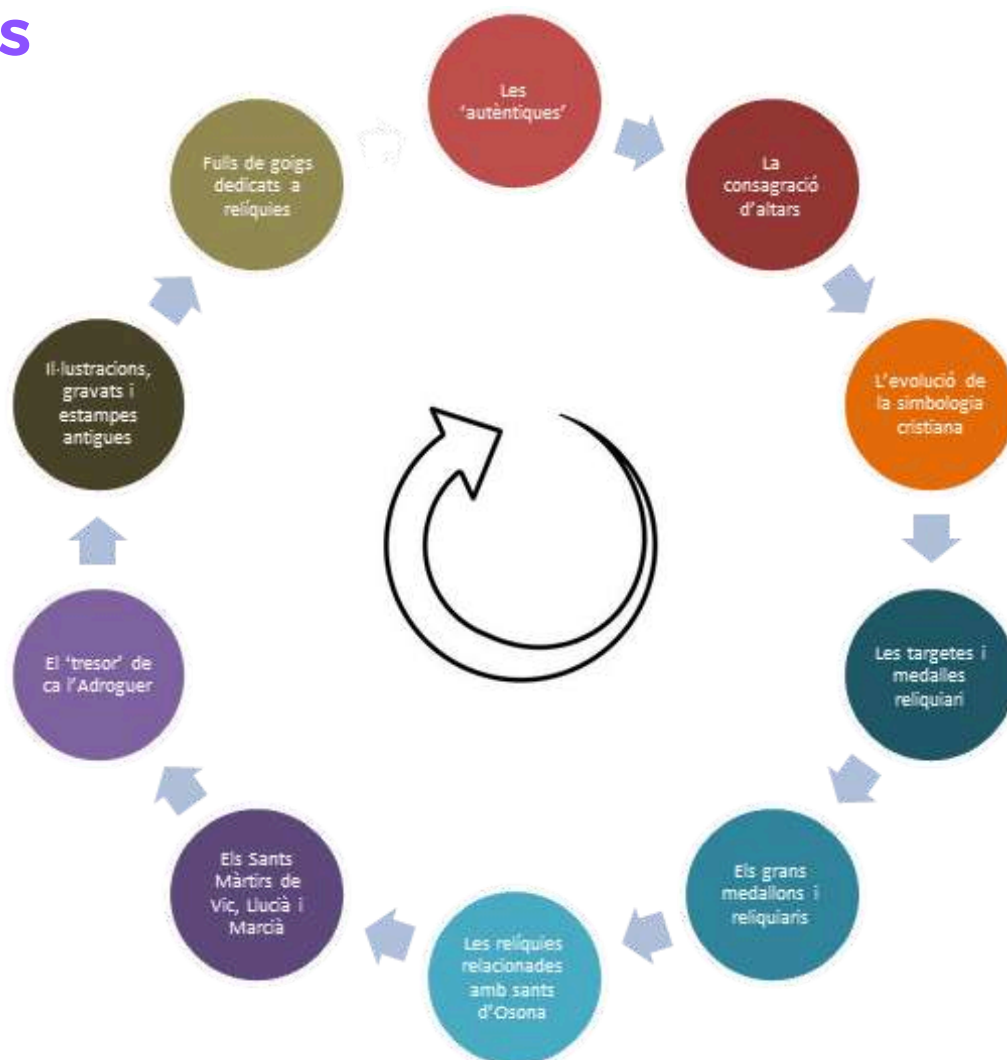 s
Les
'autèntiques'
La
consagració
d'altars
L'evolució de
la simbologia
cristiana
Les targetes i
medalles
reliquiari
Els grans
medallons i
reliquiaris
Les relíquies
relacionades
amb sants
d'Osona
Els Sants
Màrtirs de
Vic, Llucià i
Marcià
El 'tresor' de
ca l'Adroguer
Il·lustracions,
gravats i
estampes
antigues
Fulls de goigs
dedicats a
relíquies